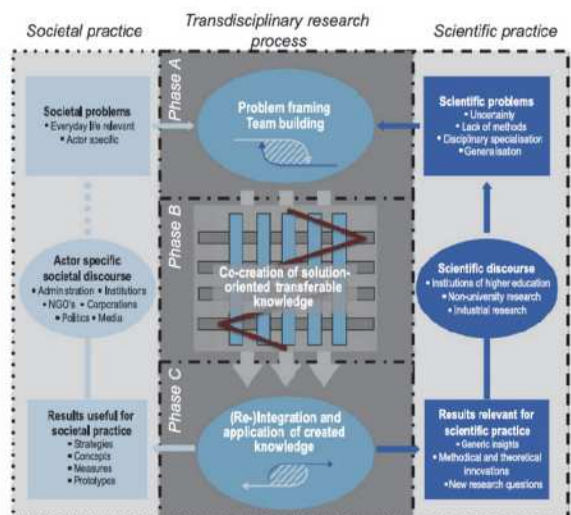 Societal practice
Transdisciplinary research
process
Scientific practice
Phase A
Societal problems
• Everyday life relevant
• Actor specific
Problem framing
Team building
Scientific problems
• Uncertainty
• Lack of methods
• Disciplinary specialisation
• Generalisation
Phase B
Actor specific
societal discourse
• Administration • Institutions
• NGO's • Corporations
• Politics • Media
Co-creation of solution-
oriented transferable
knowledge
Scientific discourse
• Institutions of higher education
• Non-university research
• Industrial research
Phase C
Results useful for
societal practice
• Strategies
• Concepts
• Measures
• Prototypes
(Re-)Integration and
application of created
knowledge
Results relevant for
scientific practice
• Generic insights
• Methodical and theoretical
innovations
• New research questions